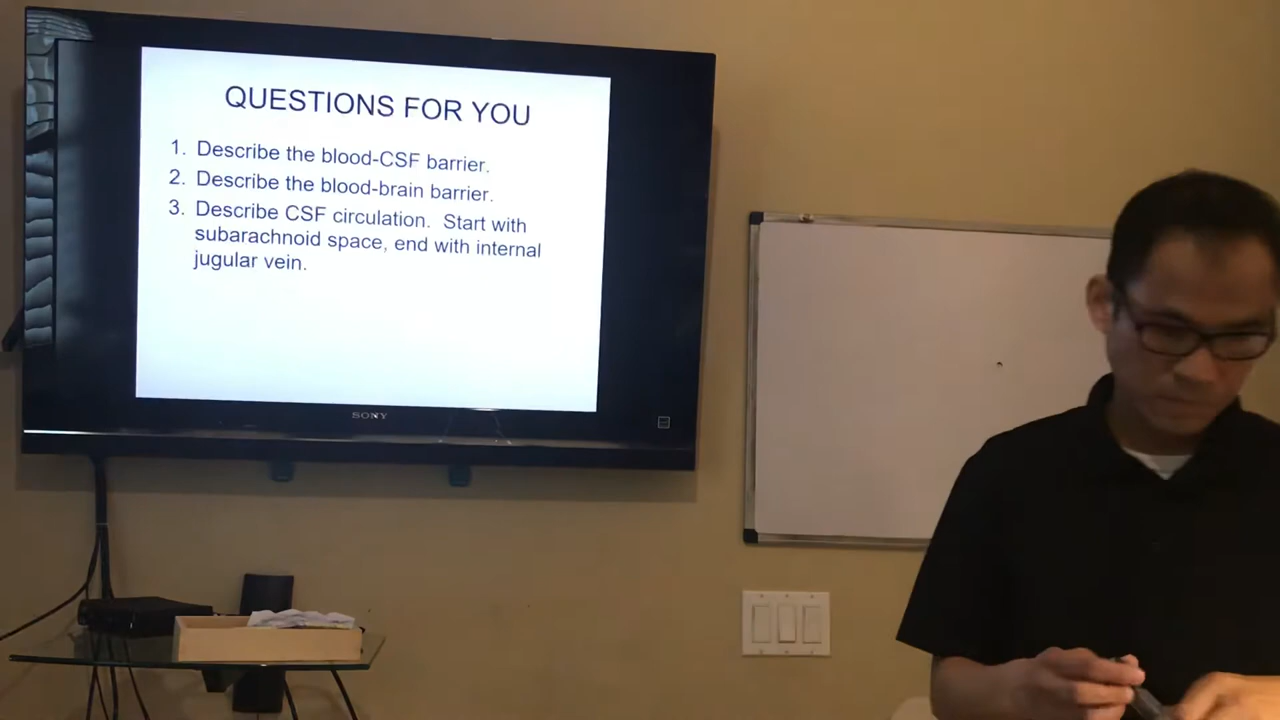 QUESTIONS FOR YOU
1. Describe the blood-CSF barrier.
2. Describe the blood-brain barrier.
3. Describe CSF circulation. Start with
subarachnoid space, end with internal
jugular vein.
SONY